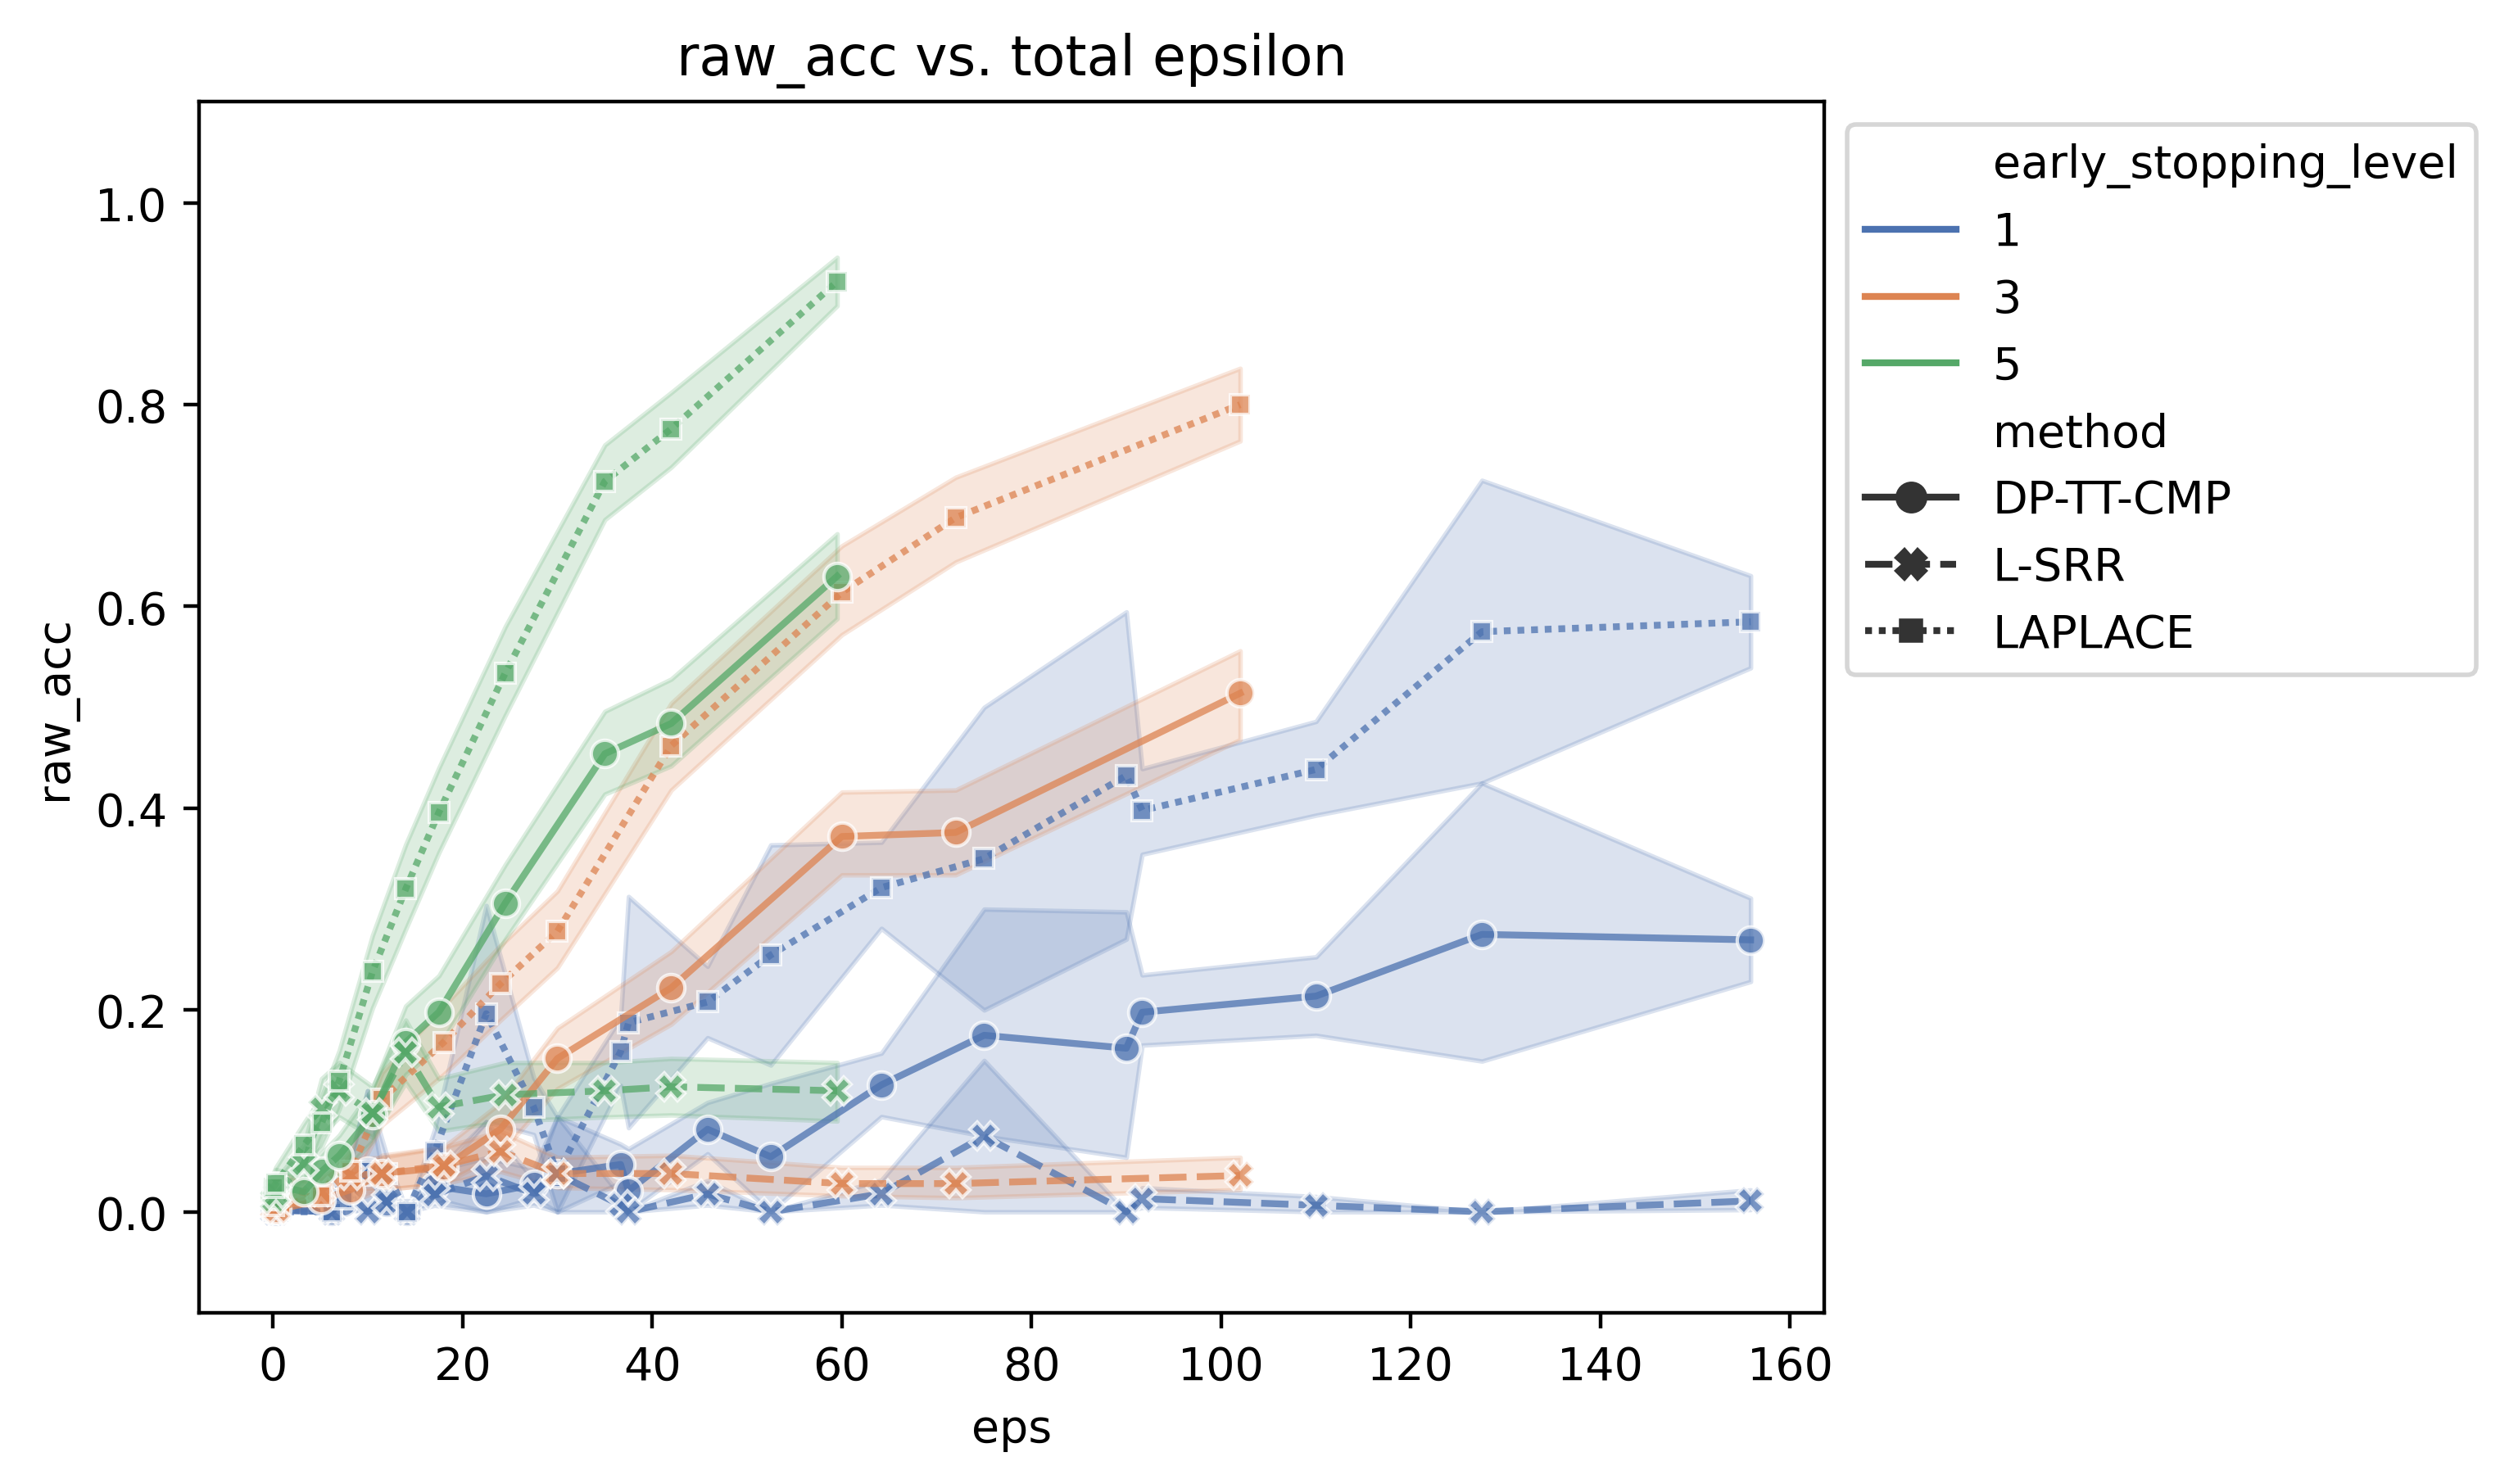 raw_acc vs. total epsilon
raw_acc
1.0
0.8
0.6
0.4
0.2
0.0
0 20 40 60 80 100 120 140 160
eps
early_stopping_level
1
3
5
method
DP-TT-CMP
L-SRR
LAPLACE